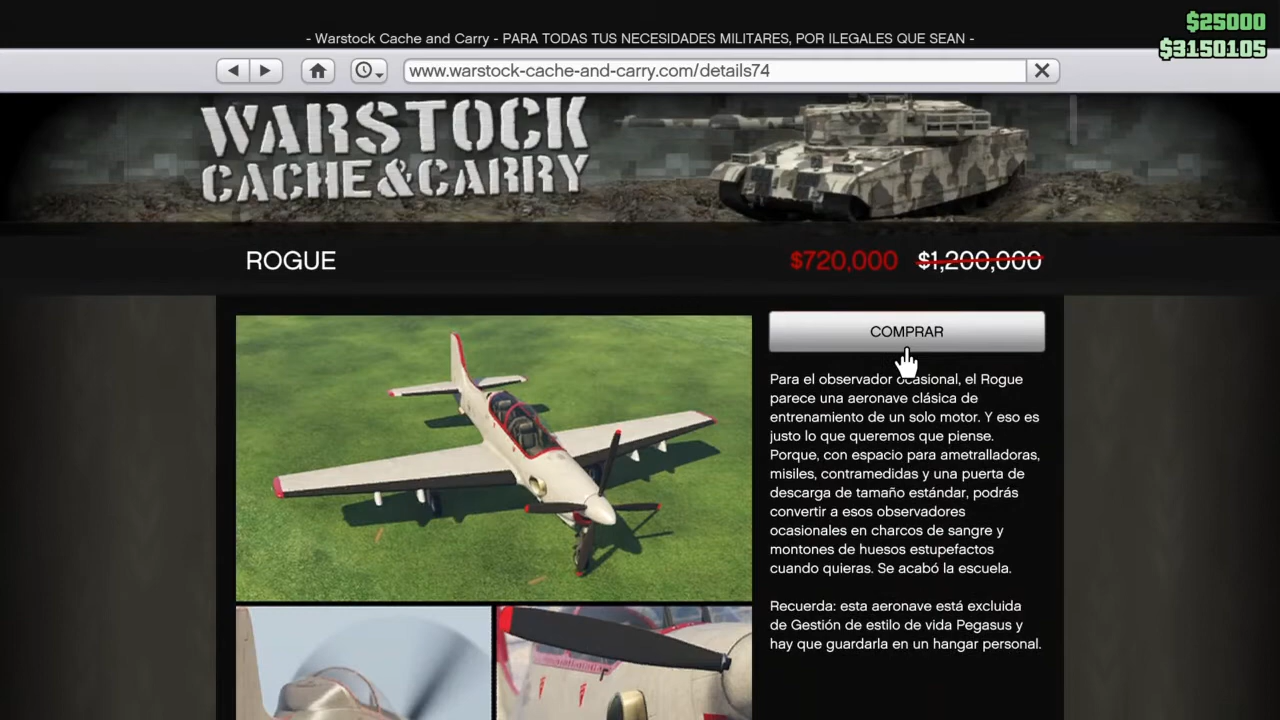 $25000
- Warstock Cache and Carry - PARA TODAS TUS NECESIDADES MILITARES, POR ILEGALES QUE SEAN -
$3150105
www.warstock-cache-and-carry.com/details74
WARSTOCK
CACHE&CARRY
ROGUE
$720,000 $1,200,000
COMPRAR
Para el observador ocasional, el Rogue
parece una aeronave clásica de
entrenamiento de un solo motor. Y eso es
justo lo que queremos que piense.
Porque, con espacio para ametralladoras,
misiles, contramedidas y una puerta de
descarga de tamaño estándar, podrás
convertir a esos observadores
ocasionales en charcos de sangre y
montones de huesos estupefactos
cuando quieras. Se acabó la escuela.
Recuerda: esta aeronave está excluida
de Gestión de estilo de vida Pegasus y
hay que guardarla en un hangar personal.